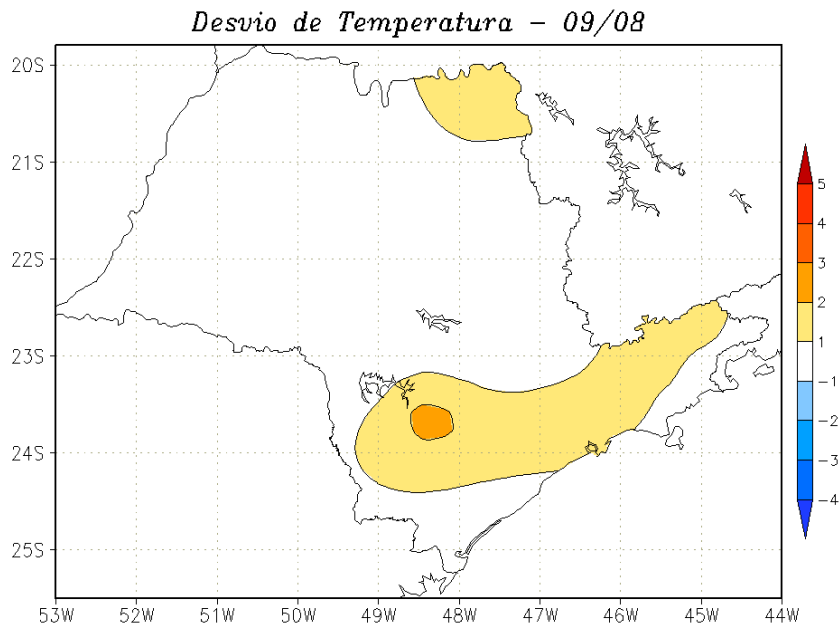 Desvio de Temperatura – 09/08
20S
21S
22S
23S
24S
25S
53W 52W 51W 50W 49W 48W 47W 46W 45W 44W
5
4
3
2
1
−1
−2
−3
−4